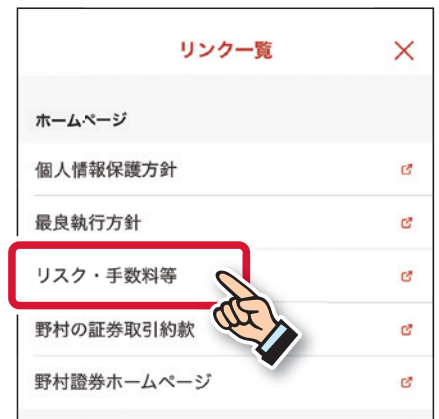 リンク一覧
ホームページ
個人情報保護方針
最良執行方針
リスク・手数料等
野村の証券取引約款
野村證券ホームページ